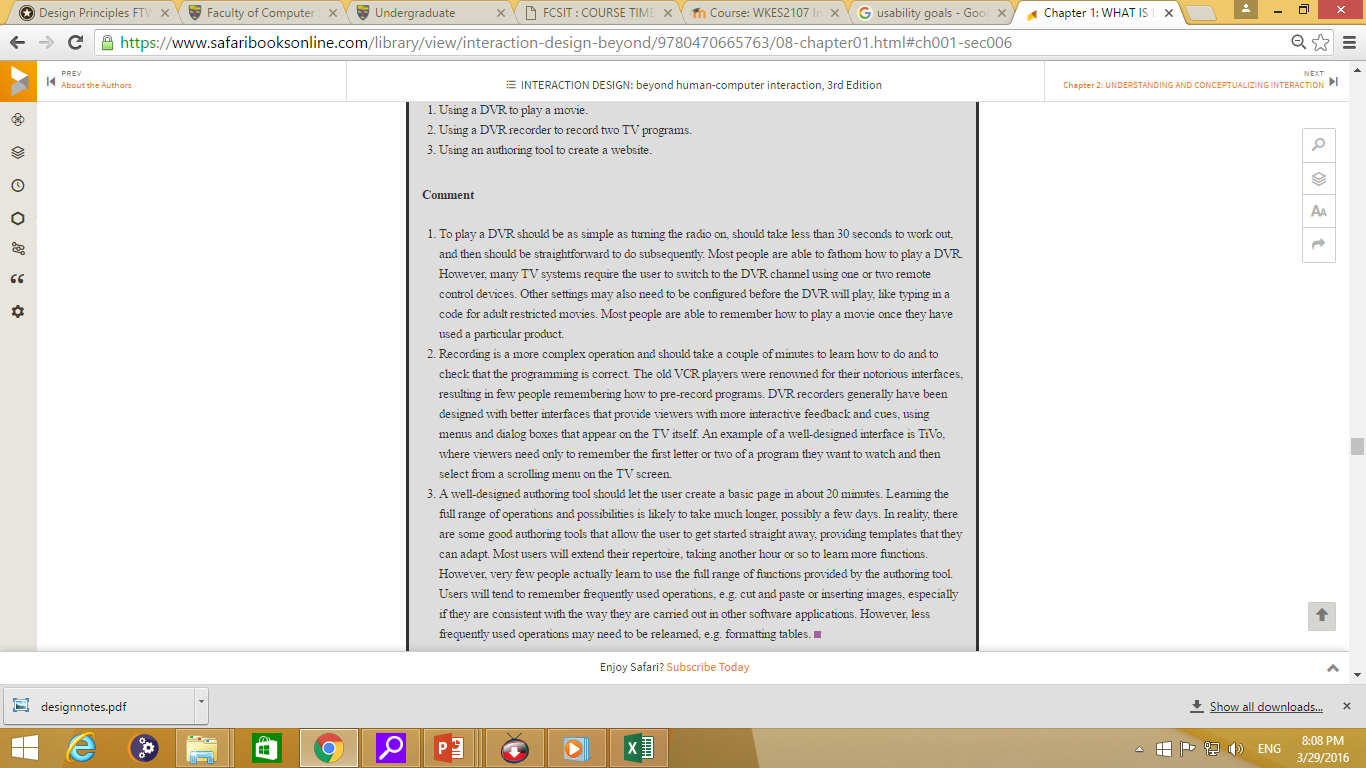 Design Principles FTW
Faculty of Computer
Undergraduate
FCSIT : COURSE TIME
Course: WKES2107 In
usability goals - Goo
Chapter 1: WHAT IS
https://www.safaribooksonline.com/library/view/interaction-design-beyond/9780470665763/08-chapter01.html#ch001-sec006
PREV
About the Authors
INTERACTION DESIGN: beyond human-computer interaction, 3rd Edition
NEXT
Chapter 2: UNDERSTANDING AND CONCEPTUALIZING INTERACTION
1. Using a DVR to play a movie.
2. Using a DVR recorder to record two TV programs.
3. Using an authoring tool to create a website.
Comment
1. To play a DVR should be as simple as turning the radio on, should take less than 30 seconds to work out,
and then should be straightforward to do subsequently. Most people are able to fathom how to play a DVR.
However, many TV systems require the user to switch to the DVR channel using one or two remote
control devices. Other settings may also need to be configured before the DVR will play, like typing in a
code for adult restricted movies. Most people are able to remember how to play a movie once they have
used a particular product.
2. Recording is a more complex operation and should take a couple of minutes to learn how to do and to
check that the programming is correct. The old VCR players were renowned for their notorious interfaces,
resulting in few people remembering how to pre-record programs. DVR recorders generally have been
designed with better interfaces that provide viewers with more interactive feedback and cues, using
menus and dialog boxes that appear on the TV itself. An example of a well-designed interface is TiVo,
where viewers need only to remember the first letter or two of a program they want to watch and then
select from a scrolling menu on the TV screen.
3. A well-designed authoring tool should let the user create a basic page in about 20 minutes. Learning the
full range of operations and possibilities is likely to take much longer, possibly a few days. In reality, there
are some good authoring tools that allow the user to get started straight away, providing templates that they
can adapt. Most users will extend their repertoire, taking another hour or so to learn more functions.
However, very few people actually learn to use the full range of functions provided by the authoring tool.
Users will tend to remember frequently used operations, e.g. cut and paste or inserting images, especially
if they are consistent with the way they are carried out in other software applications. However, less
frequently used operations may need to be relearned, e.g. formatting tables.
AA
Enjoy Safari? Subscribe Today
designnotes.pdf
Show all downloads...
ENG
8:08 PM
3/29/2016